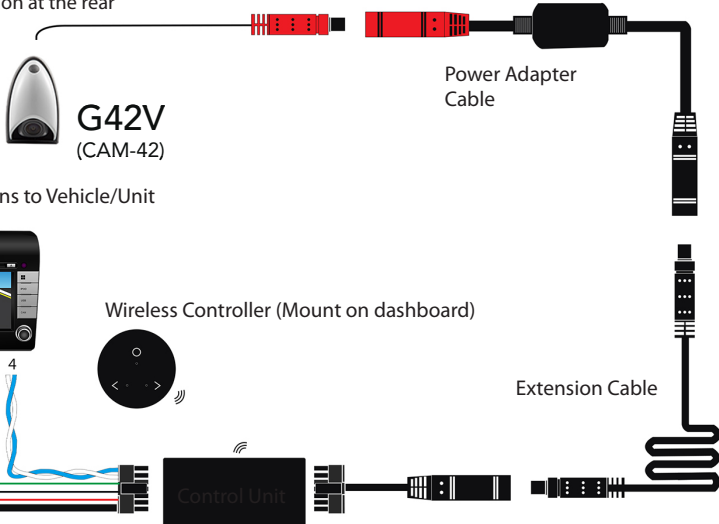 on at the rear
Power Adapter
Cable
G42V
(CAM-42)
ns to Vehicle/Unit
Wireless Controller (Mount on dashboard)
4
Extension Cable
Control Unit